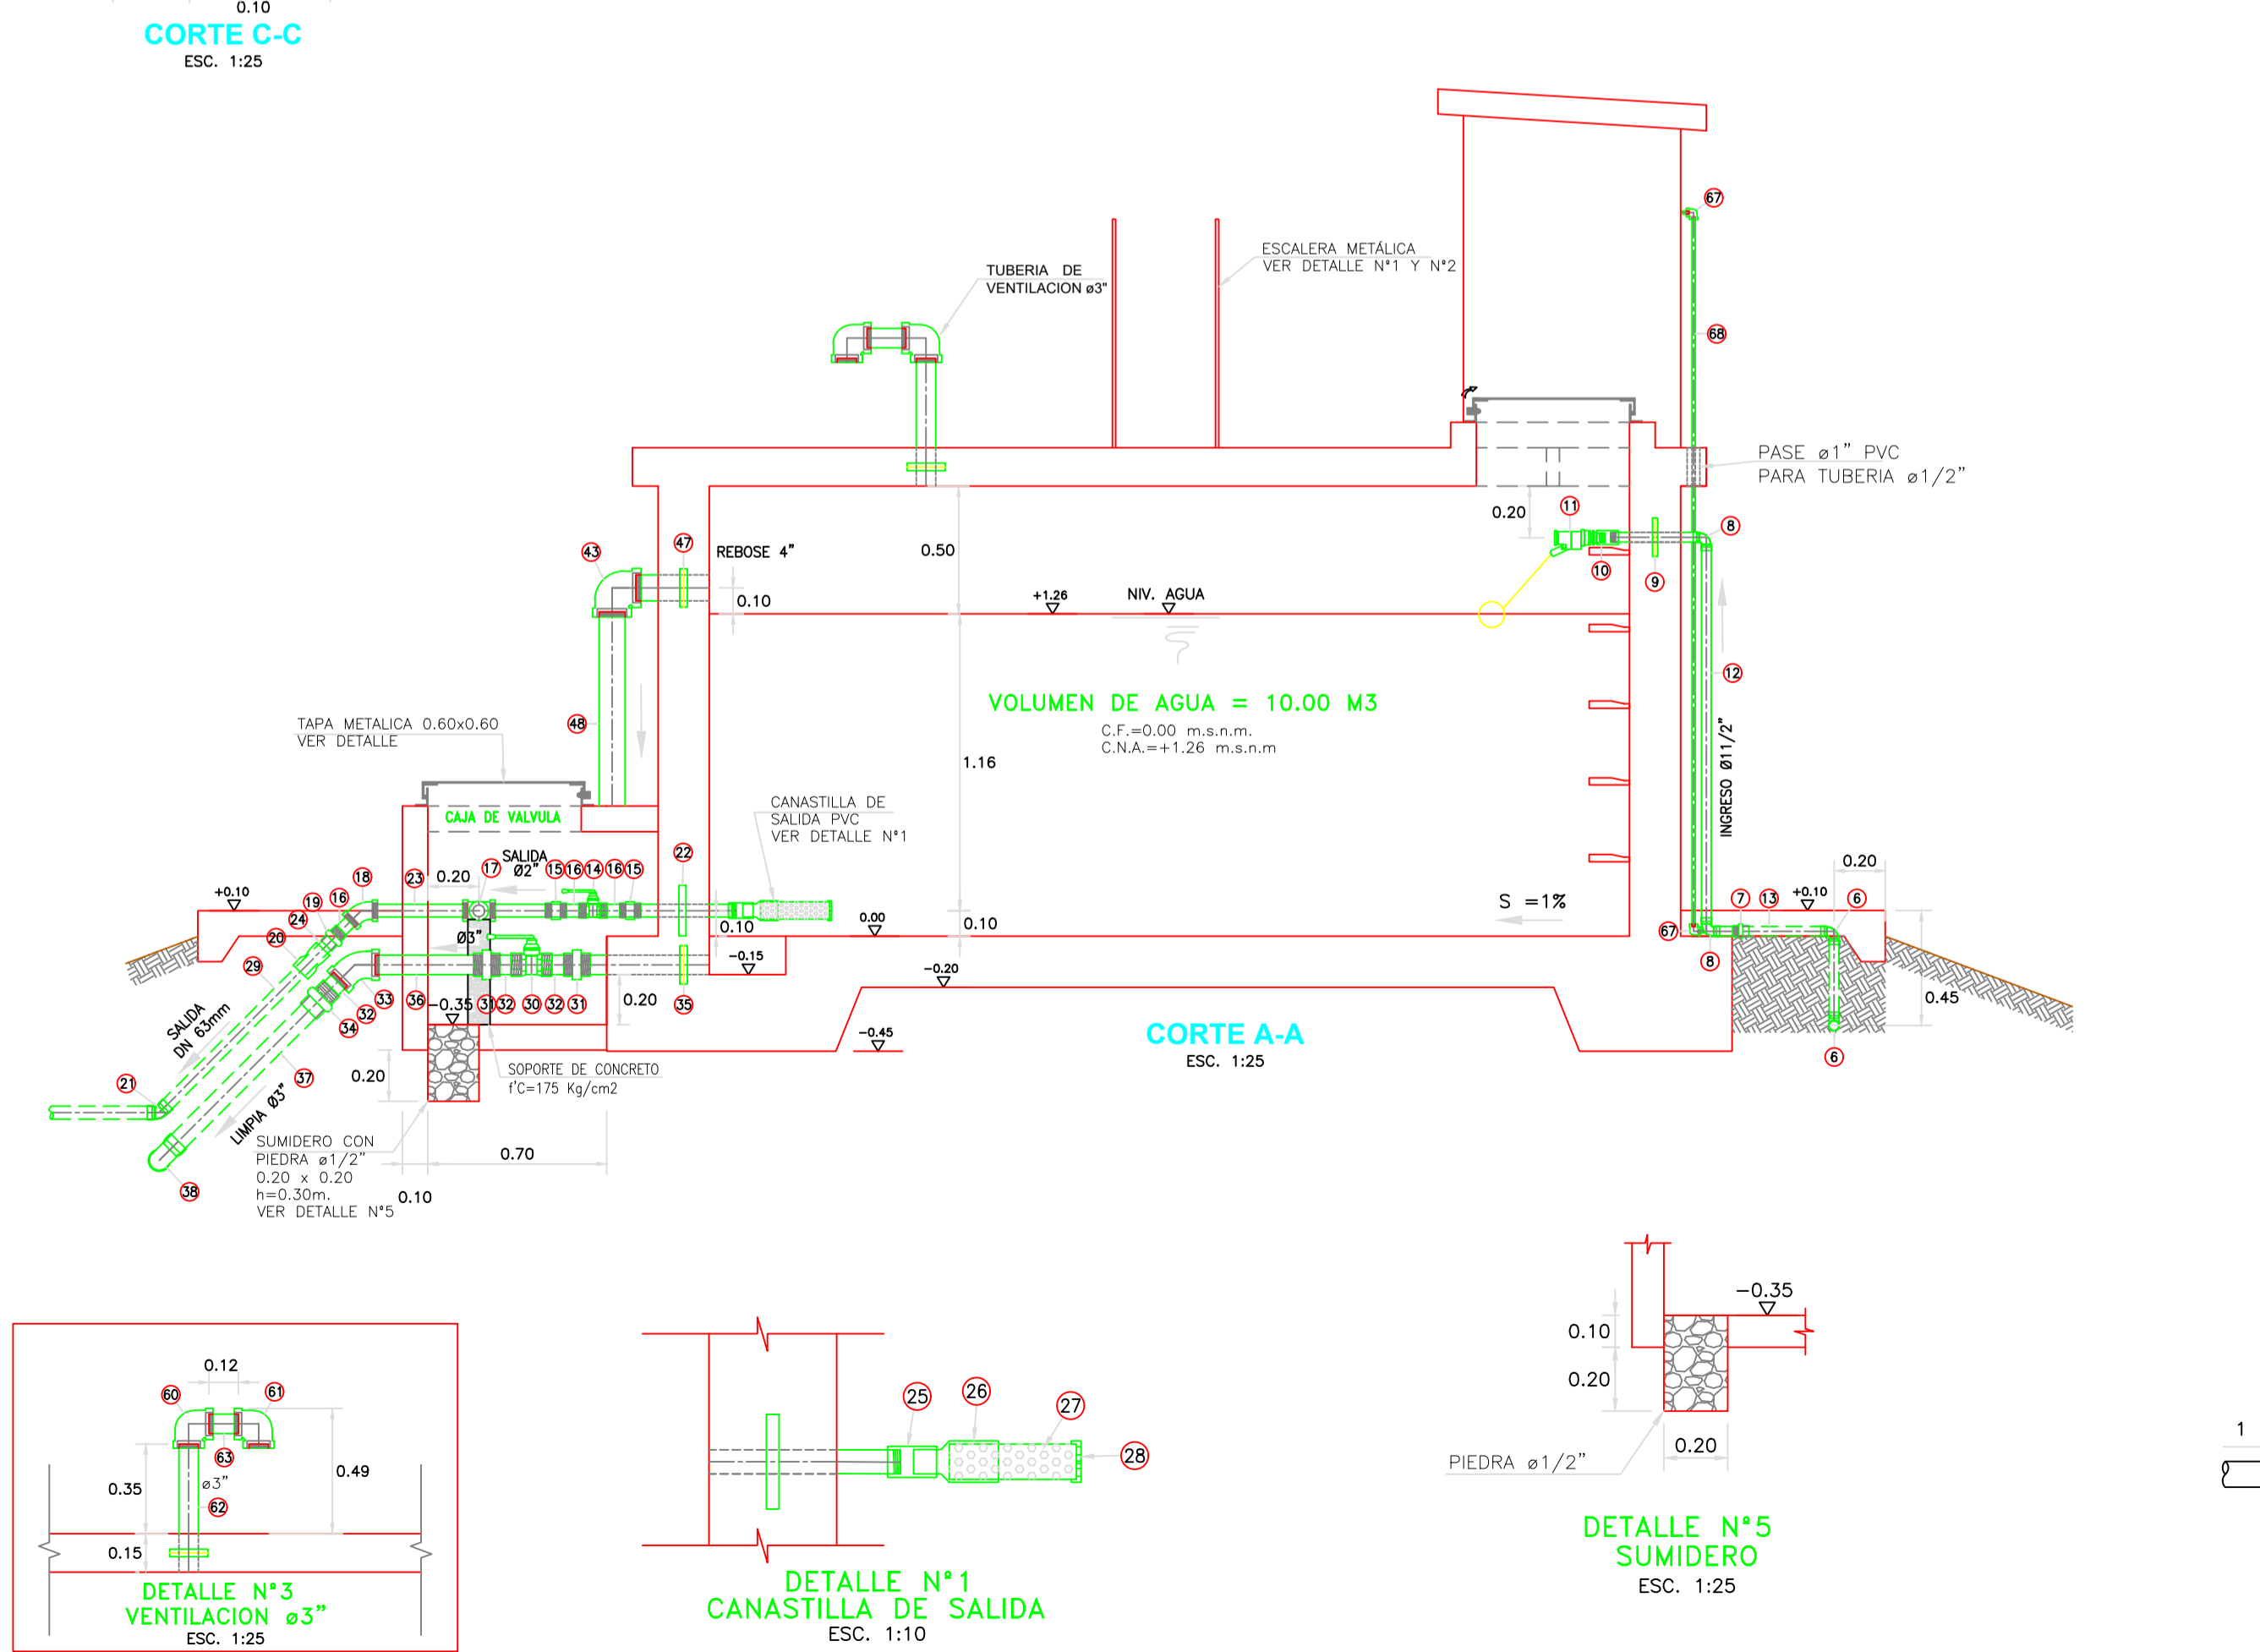 0.10
CORTE C-C
ESC. 1:25
67
ESCALERA METÁLICA
VER DETALLE Nº1 Y Nº2
TUBERIA DE
VENTILACION ø3"
68
PASE ø1" PVC
PARA TUBERIA ø1/2"
0.20
11
8
10
9
43
47
REBOSE 4"
0.50
0.10
+1.26
NIV. AGUA
12
VOLUMEN DE AGUA = 10.00 M3
C.F.=0.00 m.s.n.m.
C.N.A.=+1.26 m.s.n.m
48
TAPA METALICA 0.60x0.60
VER DETALLE
1.16
INGRESO Ø11/2"
CANASTILLA DE
SALIDA PVC
VER DETALLE Nº1
CAJA DE VALVULA
SALIDA
Ø2"
22
0.20
17
15
16
14
16
15
23
18
16
19
24
20
+0.10
0.20
7
13
+0.10
6
S =1%
0.00
0.10
0.10
67
8
Ø3"
-0.15
-0.20
29
33
36
-0.35
31
32
30
32
31
0.20
35
32
34
0.45
SALIDA
DN 63mm
-0.45
CORTE A-A
ESC. 1:25
6
21
37
0.20
SOPORTE DE CONCRETO
f'C=175 Kg/cm2
LIMPIA Ø3"
SUMIDERO CON
PIEDRA ø1/2"
0.20 x 0.20
h=0.30m.
VER DETALLE Nº5
0.70
0.10
38
0.12
60
61
63
0.49
0.35
ø3"
62
0.15
DETALLE Nº3
VENTILACION ø3"
ESC. 1:25
25
26
27
28
DETALLE Nº1
CANASTILLA DE SALIDA
ESC. 1:10
-0.35
0.10
0.20
0.20
PIEDRA ø1/2"
DETALLE Nº5
SUMIDERO
ESC. 1:25
1